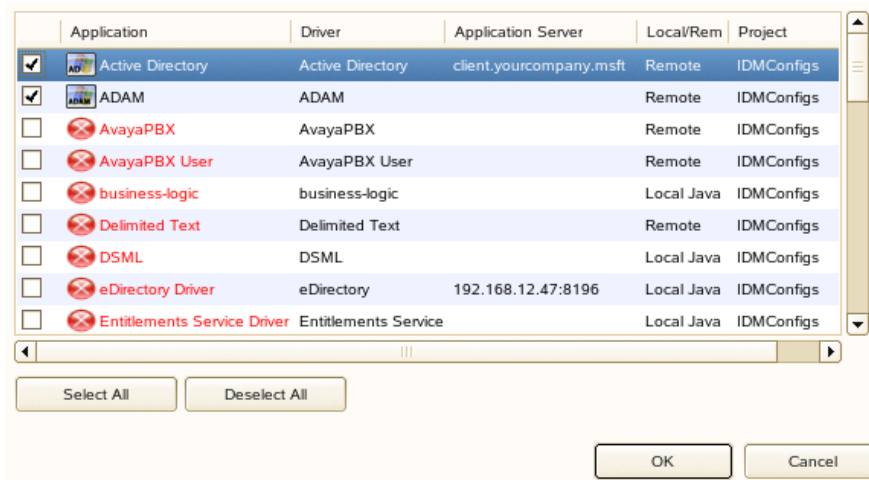 Application Driver Application Server Local/Rem Project
AD Active Directory Active Directory client.yourcompany.msft Remote IDMConfigs
ADAM ADAM ADAM Remote IDMConfigs
AvayaPBX AvayaPBX Remote IDMConfigs
AvayaPBX User AvayaPBX User Remote IDMConfigs
business-logic business-logic Local Java IDMConfigs
Delimited Text Delimited Text Remote IDMConfigs
DSML DSML Local Java IDMConfigs
eDirectory Driver eDirectory 192.168.12.47:8196 Local Java IDMConfigs
Entitlements Service Driver Entitlements Service Local Java IDMConfigs
Select All Deselect All
OK Cancel